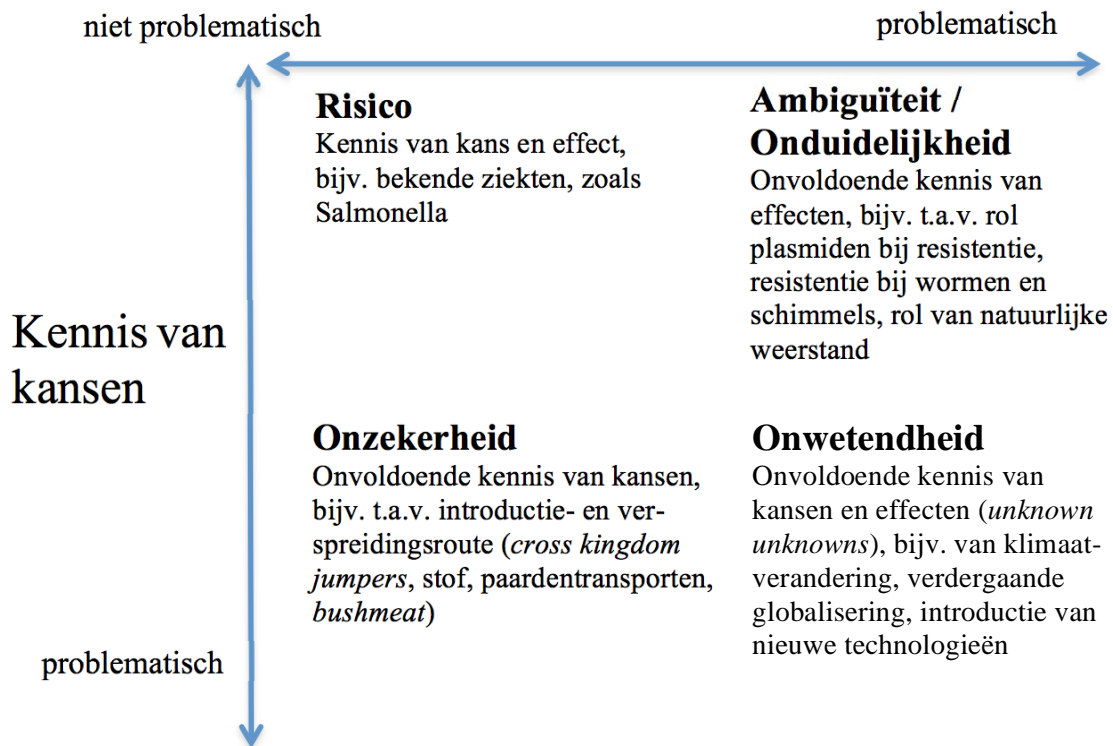 niet problematisch
problematisch
Risico
Kennis van kans en effect,
bijv. bekende ziekten, zoals
Salmonella
Ambiguïteit /
Onduidelijkheid
Onvoldoende kennis van
effecten, bijv. t.a.v. rol
plasmiden bij resistentie,
resistentie bij wormen en
schimmels, rol van natuurlijke
weerstand
Kennis van
kansen
Onzekerheid
Onvoldoende kennis van kansen,
bijv. t.a.v. introductie- en ver-
spreidingsroute (cross kingdom
jumpers, stof, paardentransporten,
bushmeat)
Onwetendheid
Onvoldoende kennis van
kansen en effecten (unknown
unknowns), bijv. van klimaat-
verandering, verdergaande
globalisering, introductie van
nieuwe technologieën
problematisch